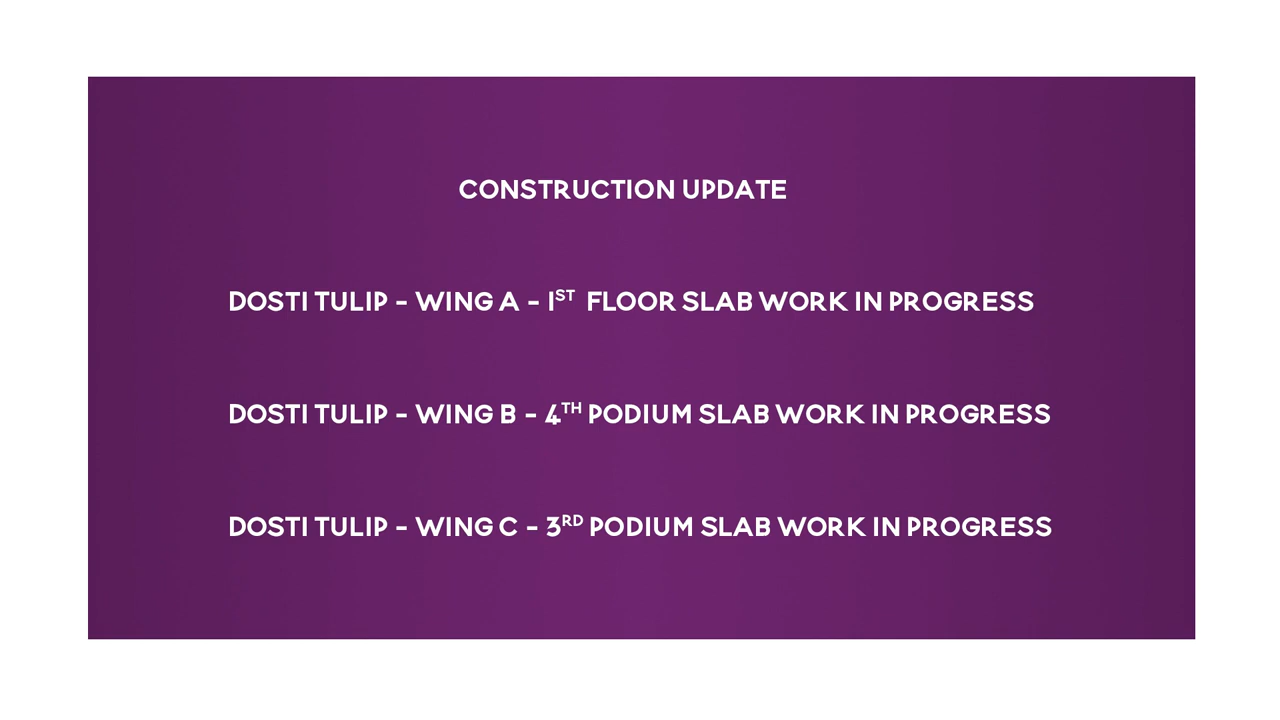 CONSTRUCTION UPDATE
DOSTI TULIP - WING A - 1ST FLOOR SLAB WORK IN PROGRESS
DOSTI TULIP - WING B - 4TH PODIUM SLAB WORK IN PROGRESS
DOSTI TULIP - WING C - 3RD PODIUM SLAB WORK IN PROGRESS